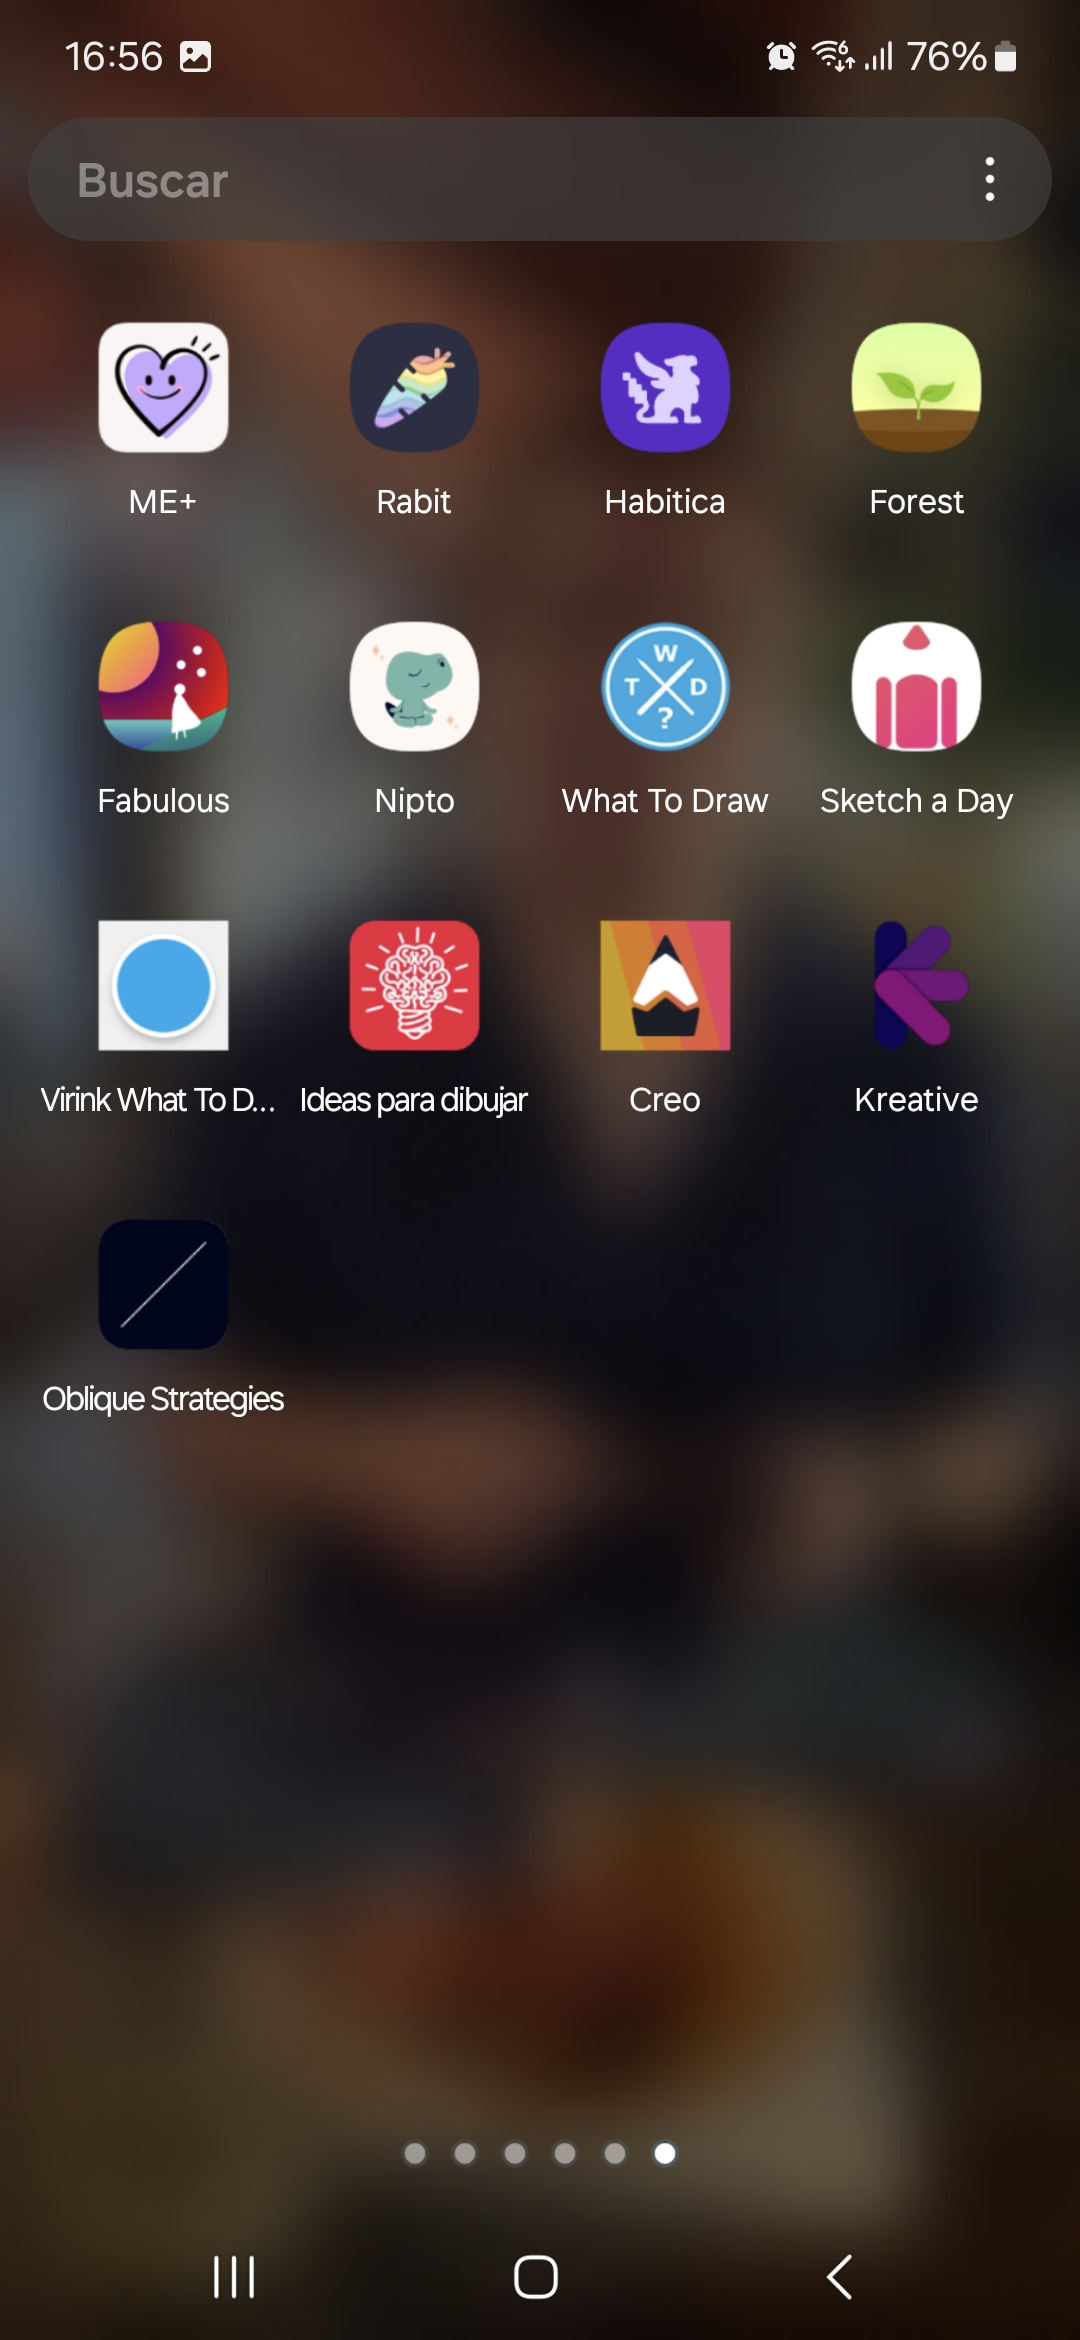 16:56
76%
Buscar
ME+
Rabit
Habitica
Forest
Fabulous
Nipto
W
T D
?
What To Draw
Sketch a Day
Virink What To D...
Ideas para dibujar
Creo
Kreative
Oblique Strategies